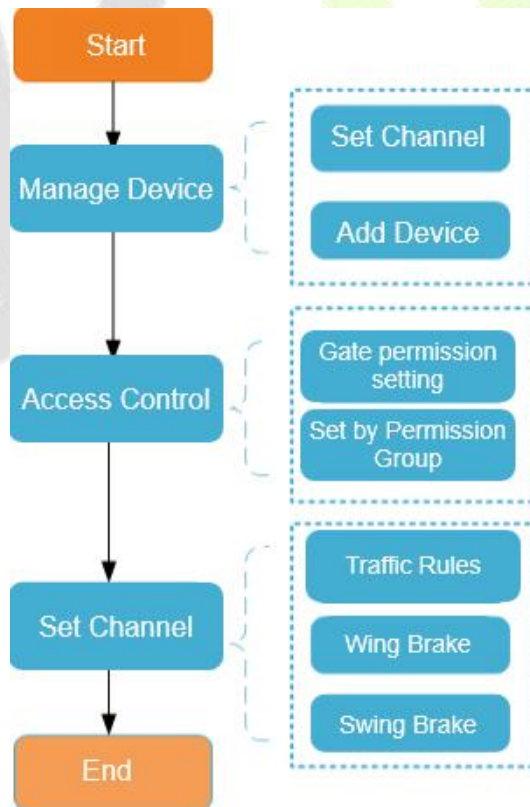 Start
Manage Device
Set Channel
Add Device
Access Control
Gate permission
setting
Set by Permission
Group
Set Channel
Traffic Rules
Wing Brake
Swing Brake
End